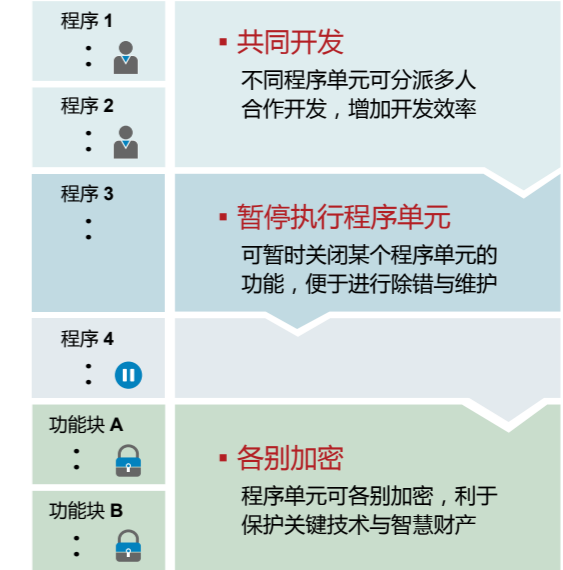 程序 1
:
程序 2
:
▪ 共同开发
不同程序单元可分派多人
合作开发，增加开发效率
程序 3
:
▪ 暂停执行程序单元
可暂时关闭某个程序单元的
功能，便于进行除错与维护
程序 4
:
功能块 A
:
功能块 B
:
▪ 各别加密
程序单元可各别加密，利于
保护关键技术与智慧财产